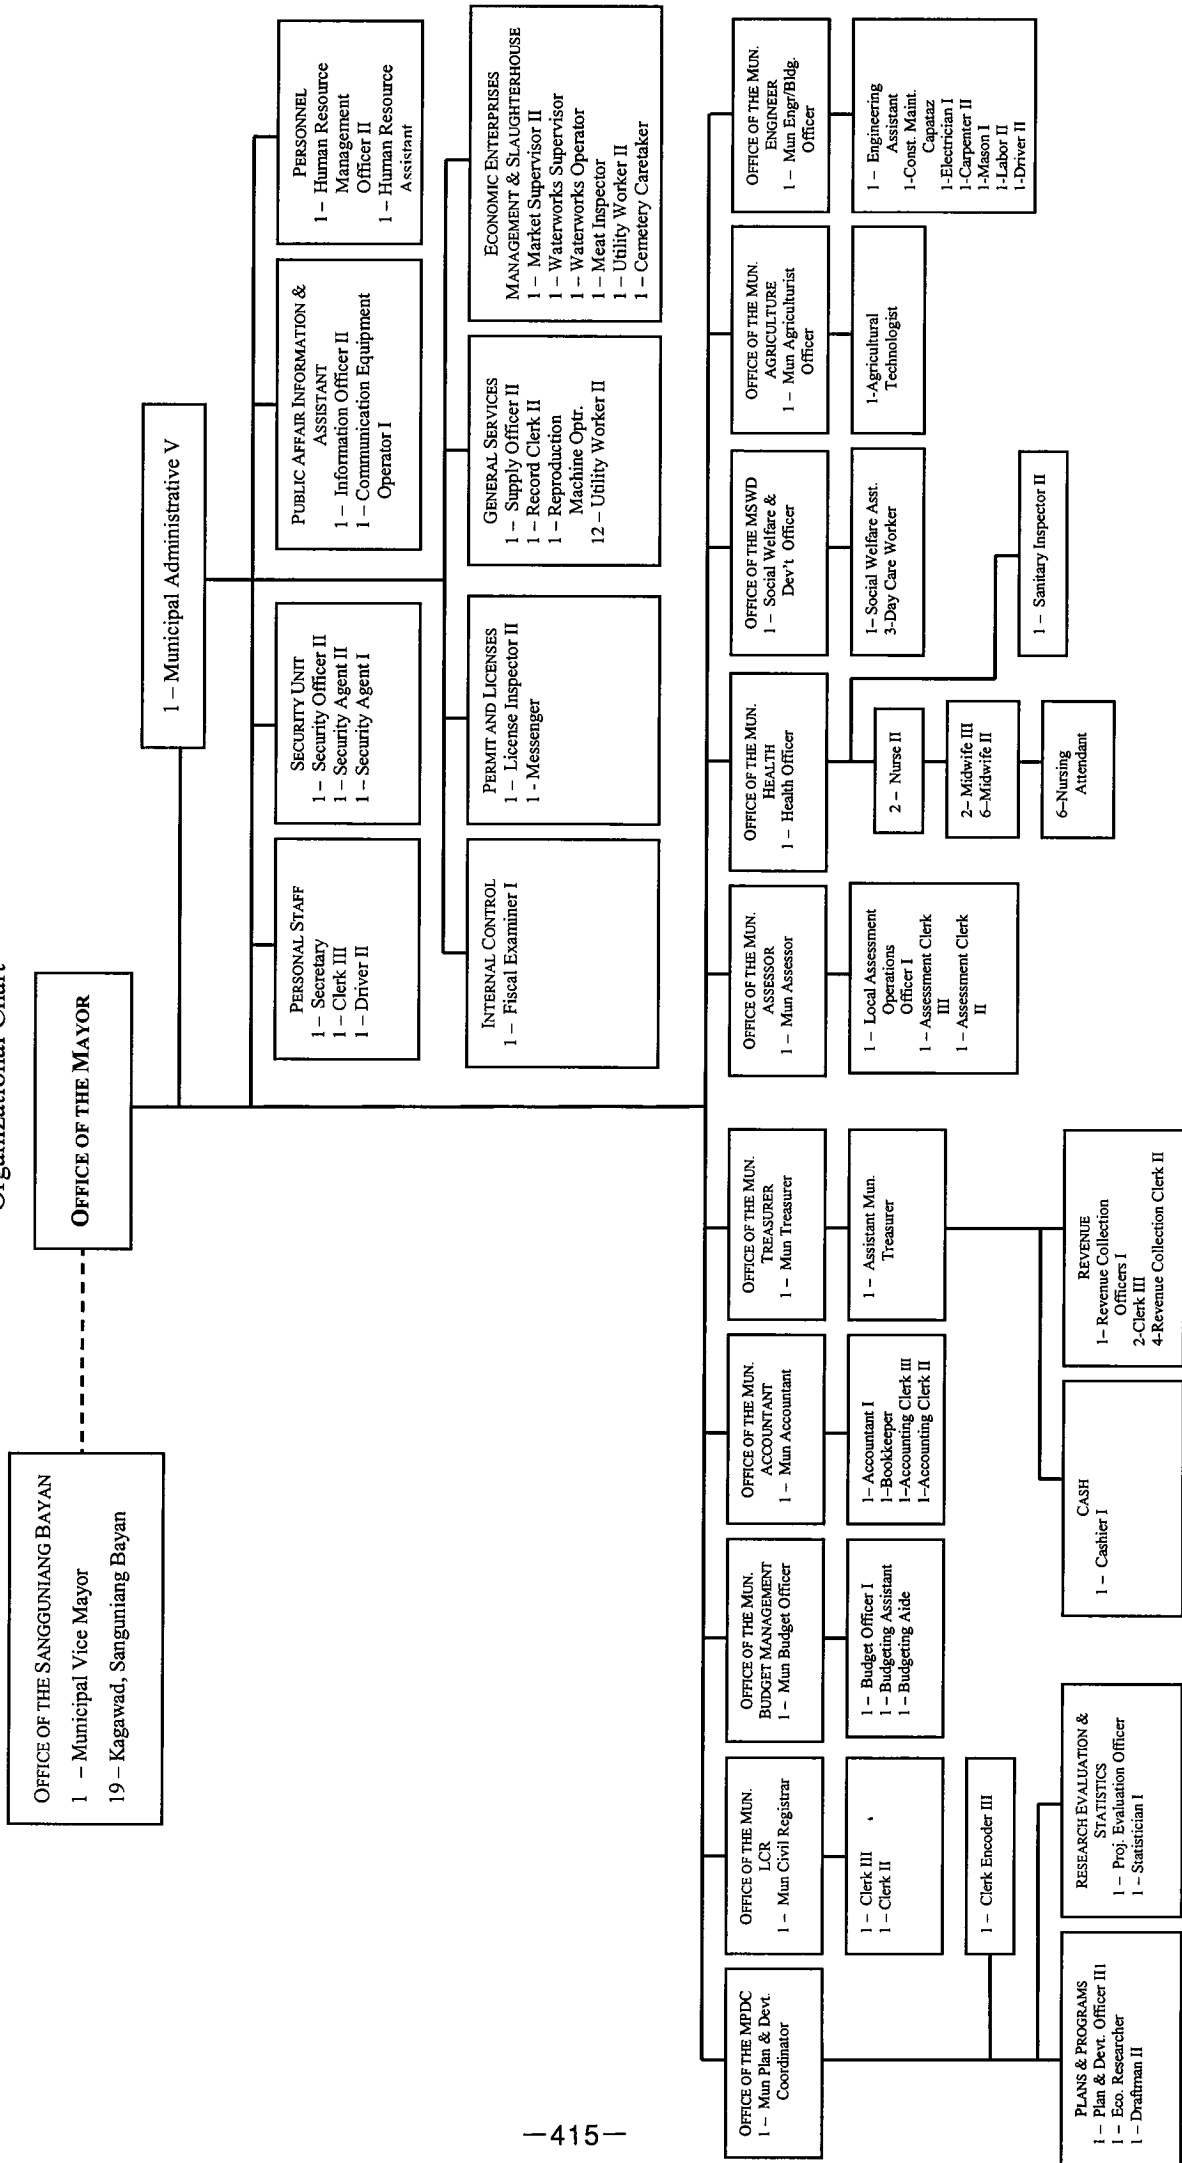 Organizational Chart
OFFICE OF THE SANGGUNIANG BAYAN
1 – Municipal Vice Mayor
19 – Kagawad, Sanguniang Bayan
OFFICE OF THE MAYOR
1 – Municipal Administrative V
PERSONAL STAFF
1 – Secretary
1 – Clerk III
1 – Driver II
SECURITY UNIT
1 – Security Officer II
1 – Security Agent II
1 – Security Agent I
PUBLIC AFFAIR INFORMATION &
ASSISTANT
1 – Information Officer II
1 – Communication Equipment
Operator I
PERSONNEL
1 – Human Resource
Management
Officer II
1 – Human Resource
Assistant
INTERNAL CONTROL
1 – Fiscal Examiner I
PERMIT AND LICENSES
1 – License Inspector II
1 - Messenger
GENERAL SERVICES
1 – Supply Officer II
1 – Record Clerk II
1 – Reproduction
Machine Optr.
12 – Utility Worker II
ECONOMIC ENTERPRISES
MANAGEMENT & SLAUGHTERHOUSE
1 – Market Supervisor II
1 – Waterworks Supervisor
1 – Waterworks Operator
1 – Meat Inspector
1 – Utility Worker II
1 – Cemetery Caretaker
OFFICE OF THE MPDC
1 – Mun Plan & Devt.
Coordinator
OFFICE OF THE MUN.
LCR
1 – Mun Civil Registrar
OFFICE OF THE MUN.
BUDGET MANAGEMENT
1 – Mun Budget Officer
OFFICE OF THE MUN.
ACCOUNTANT
1 – Mun Accountant
OFFICE OF THE MUN.
TREASURER
1 – Mun Treasurer
OFFICE OF THE MUN.
ASSESSOR
1 – Mun Assessor
OFFICE OF THE MUN.
HEALTH
1 – Health Officer
OFFICE OF THE MSWD
1 – Social Welfare &
Dev't Officer
OFFICE OF THE MUN.
AGRICULTURE
1 – Mun Agriculturist
Officer
OFFICE OF THE MUN.
ENGINEER
1 – Mun Engr/Bldg.
Officer
1 – Clerk III
1 – Clerk II
1 – Budget Officer I
1 – Budgeting Assistant
1 – Budgeting Aide
1– Accountant I
1–Bookkeeper
1–Accounting Clerk III
1–Accounting Clerk II
1 – Assistant Mun.
Treasurer
1 – Local Assessment
Operations
Officer I
1 – Assessment Clerk
III
1 – Assessment Clerk
II
2 – Nurse II
1– Social Welfare Asst.
3-Day Care Worker
1-Agricultural
Technologist
1 – Engineering
Assistant
1-Const. Maint.
Capataz
1-Electrician I
1-Carpenter II
1-Mason I
1-Labor II
1-Driver II
1 – Clerk Encoder III
2– Midwife III
6–Midwife II
1 – Sanitary Inspector II
6–Nursing
Attendant
PLANS & PROGRAMS
1 – Plan & Devt. Officer III
1 – Eco. Researcher
1 – Draftman II
RESEARCH EVALUATION &
STATISTICS
1 – Proj. Evaluation Officer
1 – Statistician I
CASH
1 – Cashier I
REVENUE
1– Revenue Collection
Officers I
2-Clerk III
4-Revenue Collection Clerk II
—415—